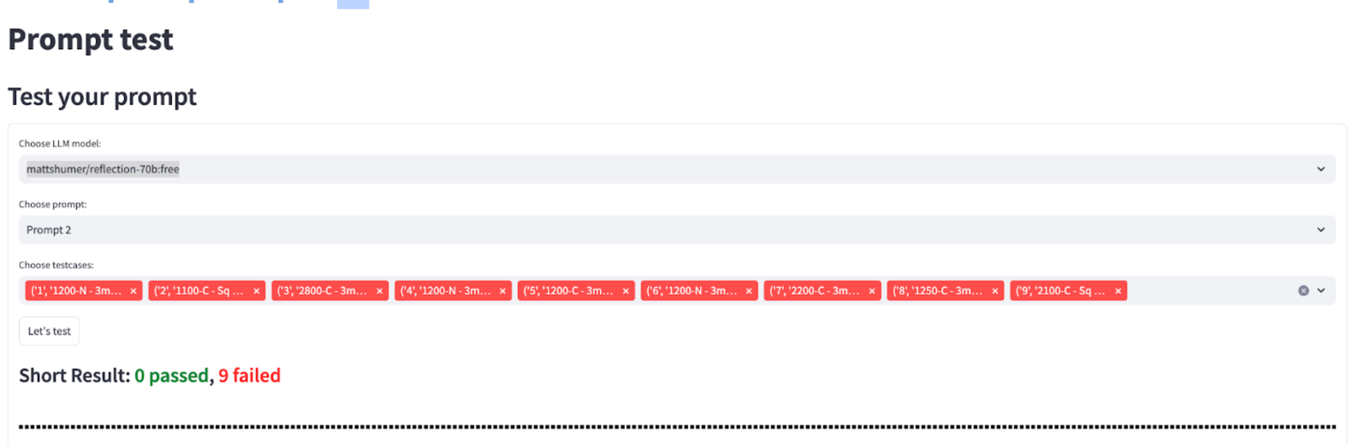 Prompt test
Test your prompt
Choose LLM model:
mattshumer/reflection-70b:free
Choose prompt:
Prompt 2
Choose testcases:
('1', '1200-N - 3m... × ('2', '1100-C - Sq ... × ('3', '2800-C - 3m... × ('4', '1200-N - 3m... × ('5', '1200-C - 3m... × ('6', '1200-N - 3m... × ('7', '2200-C - 3m... × ('8', '1250-C - 3m... × ('9', '2100-C - Sq ... ×
Let's test
Short Result: 0 passed, 9 failed